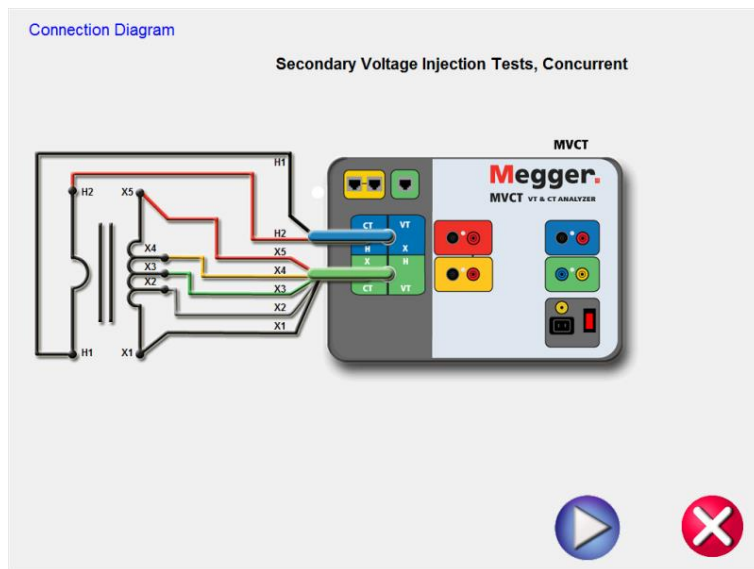 Connection Diagram
Secondary Voltage Injection Tests, Concurrent
MVCT
Megger.
MVCT VT & CT ANALYZER
H1
H2
X5
CT VT
H X
X H
CT VT
H2
X5
X4
X3
X2
X4
X3
X2
X1
H1
X1